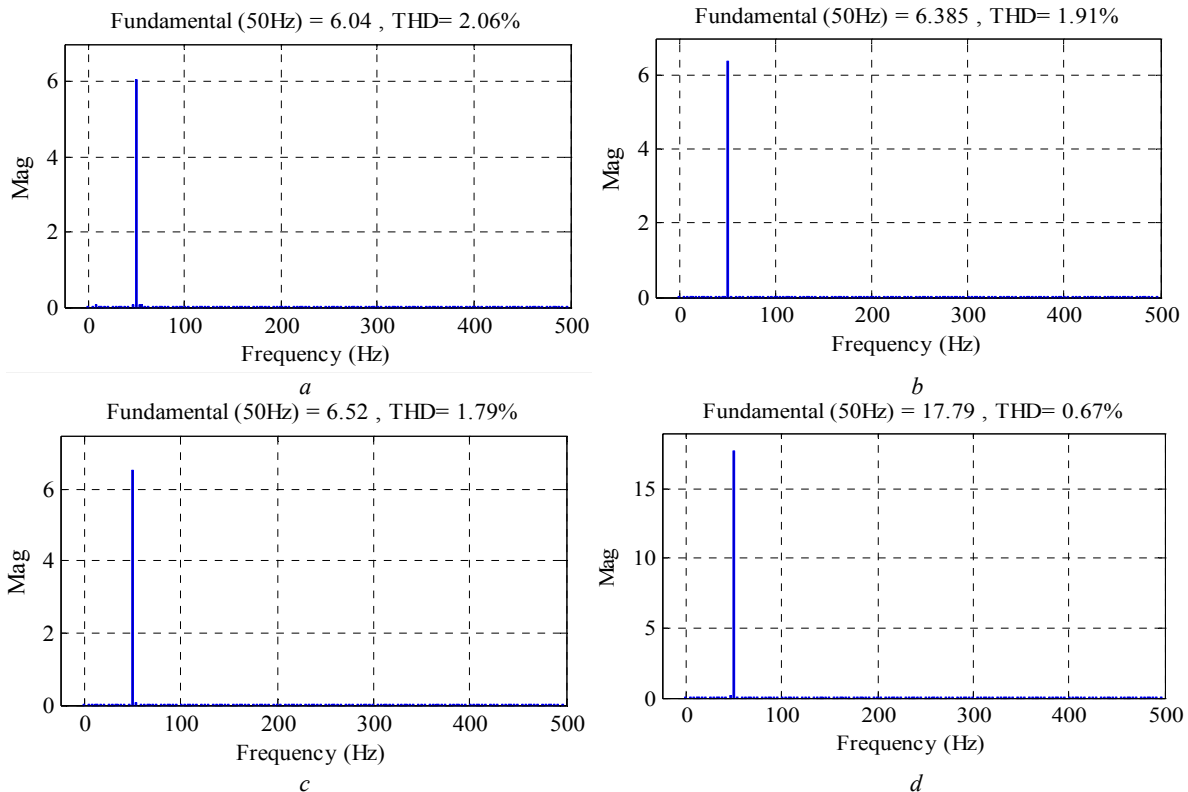 Fundamental (50Hz) = 6.04 , THD= 2.06%
6
4
2
0
Mag
0 100 200 300 400 500
Frequency (Hz)
a
Fundamental (50Hz) = 6.385 , THD= 1.91%
6
4
2
0
Mag
0 100 200 300 400 500
Frequency (Hz)
b
Fundamental (50Hz) = 6.52 , THD= 1.79%
6
4
2
0
Mag
0 100 200 300 400 500
Frequency (Hz)
c
Fundamental (50Hz) = 17.79 , THD= 0.67%
15
10
5
0
Mag
0 100 200 300 400 500
Frequency (Hz)
d